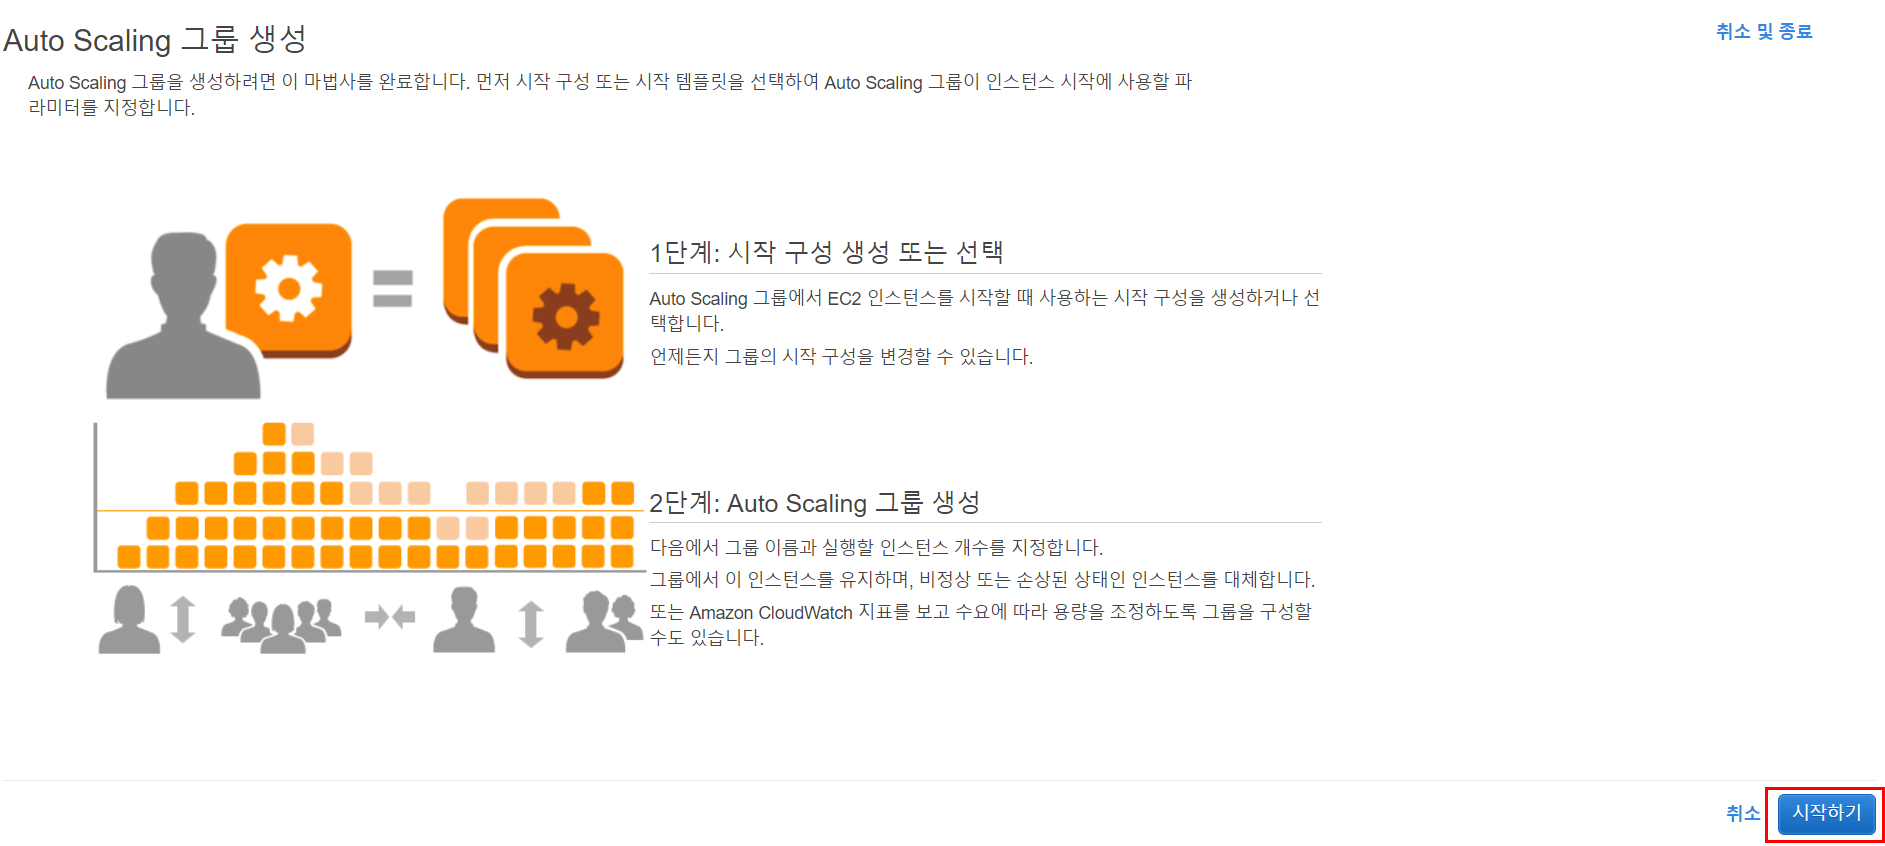 Auto Scaling 그룹 생성
취소 및 종료
Auto Scaling 그룹을 생성하려면 이 마법사를 완료합니다. 먼저 시작 구성 또는 시작 템플릿을 선택하여 Auto Scaling 그룹이 인스턴스 시작에 사용할 파
라미터를 지정합니다.
1단계: 시작 구성 생성 또는 선택
Auto Scaling 그룹에서 EC2 인스턴스를 시작할 때 사용하는 시작 구성을 생성하거나 선
택합니다.
언제든지 그룹의 시작 구성을 변경할 수 있습니다.
2단계: Auto Scaling 그룹 생성
다음에서 그룹 이름과 실행할 인스턴스 개수를 지정합니다.
그룹에서 이 인스턴스를 유지하며, 비정상 또는 손상된 상태인 인스턴스를 대체합니다.
또는 Amazon CloudWatch 지표를 보고 수요에 따라 용량을 조정하도록 그룹을 구성할
수도 있습니다.
취소
시작하기